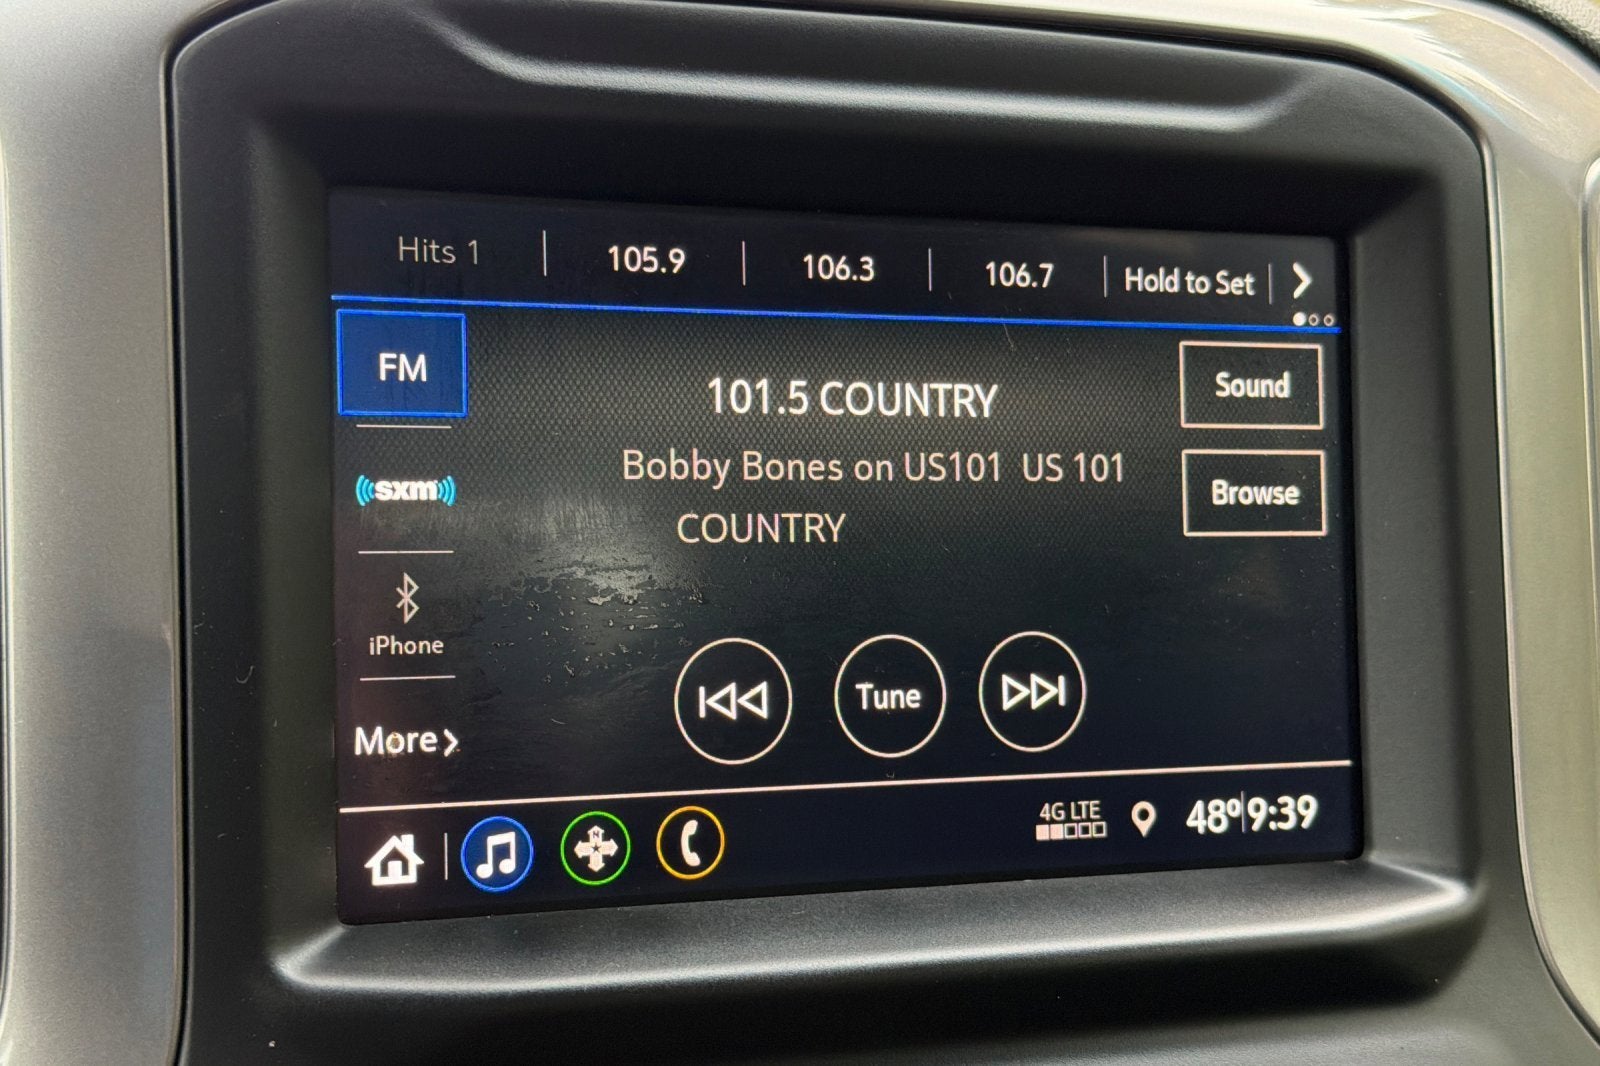 Hits 1 105.9 106.3 106.7 Hold to Set
FM
101.5 COUNTRY
Sound
Bobby Bones on US101 US 101
COUNTRY
sxm
Browse
iPhone
More
Tune
N
4G LTE
48° 9:39